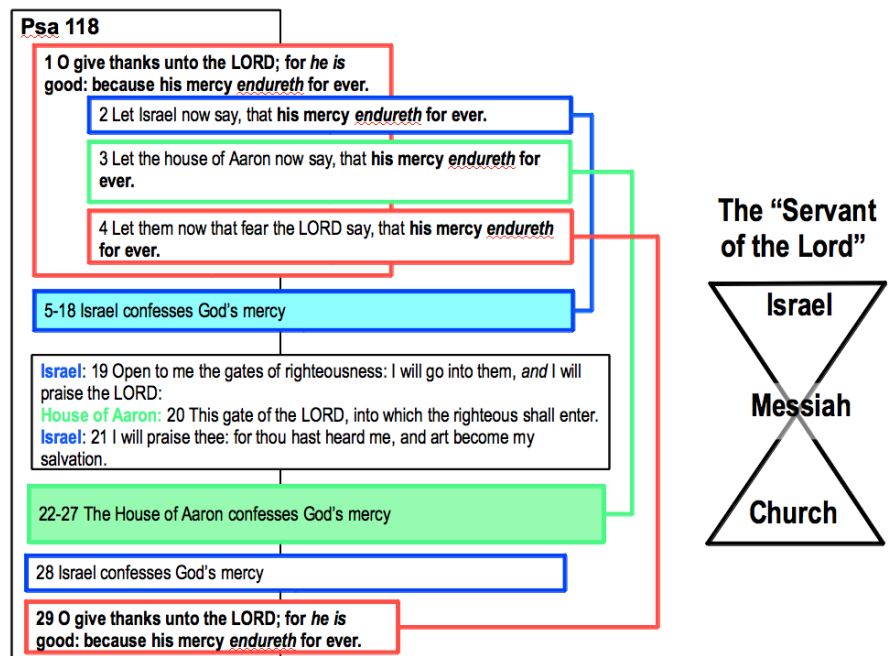 Psa 118
1 O give thanks unto the LORD; for he is
good: because his mercy endureth for ever.
2 Let Israel now say, that his mercy endureth for ever.
3 Let the house of Aaron now say, that his mercy endureth for
ever.
4 Let them now that fear the LORD say, that his mercy endureth
for ever.
5-18 Israel confesses God’s mercy
Israel: 19 Open to me the gates of righteousness: I will go into them, and I will
praise the LORD:
House of Aaron: 20 This gate of the LORD, into which the righteous shall enter.
Israel: 21 I will praise thee: for thou hast heard me, and art become my
salvation.
22-27 The House of Aaron confesses God’s mercy
28 Israel confesses God’s mercy
29 O give thanks unto the LORD; for he is
good: because his mercy endureth for ever.
The “Servant
of the Lord”
Israel
Messiah
Church